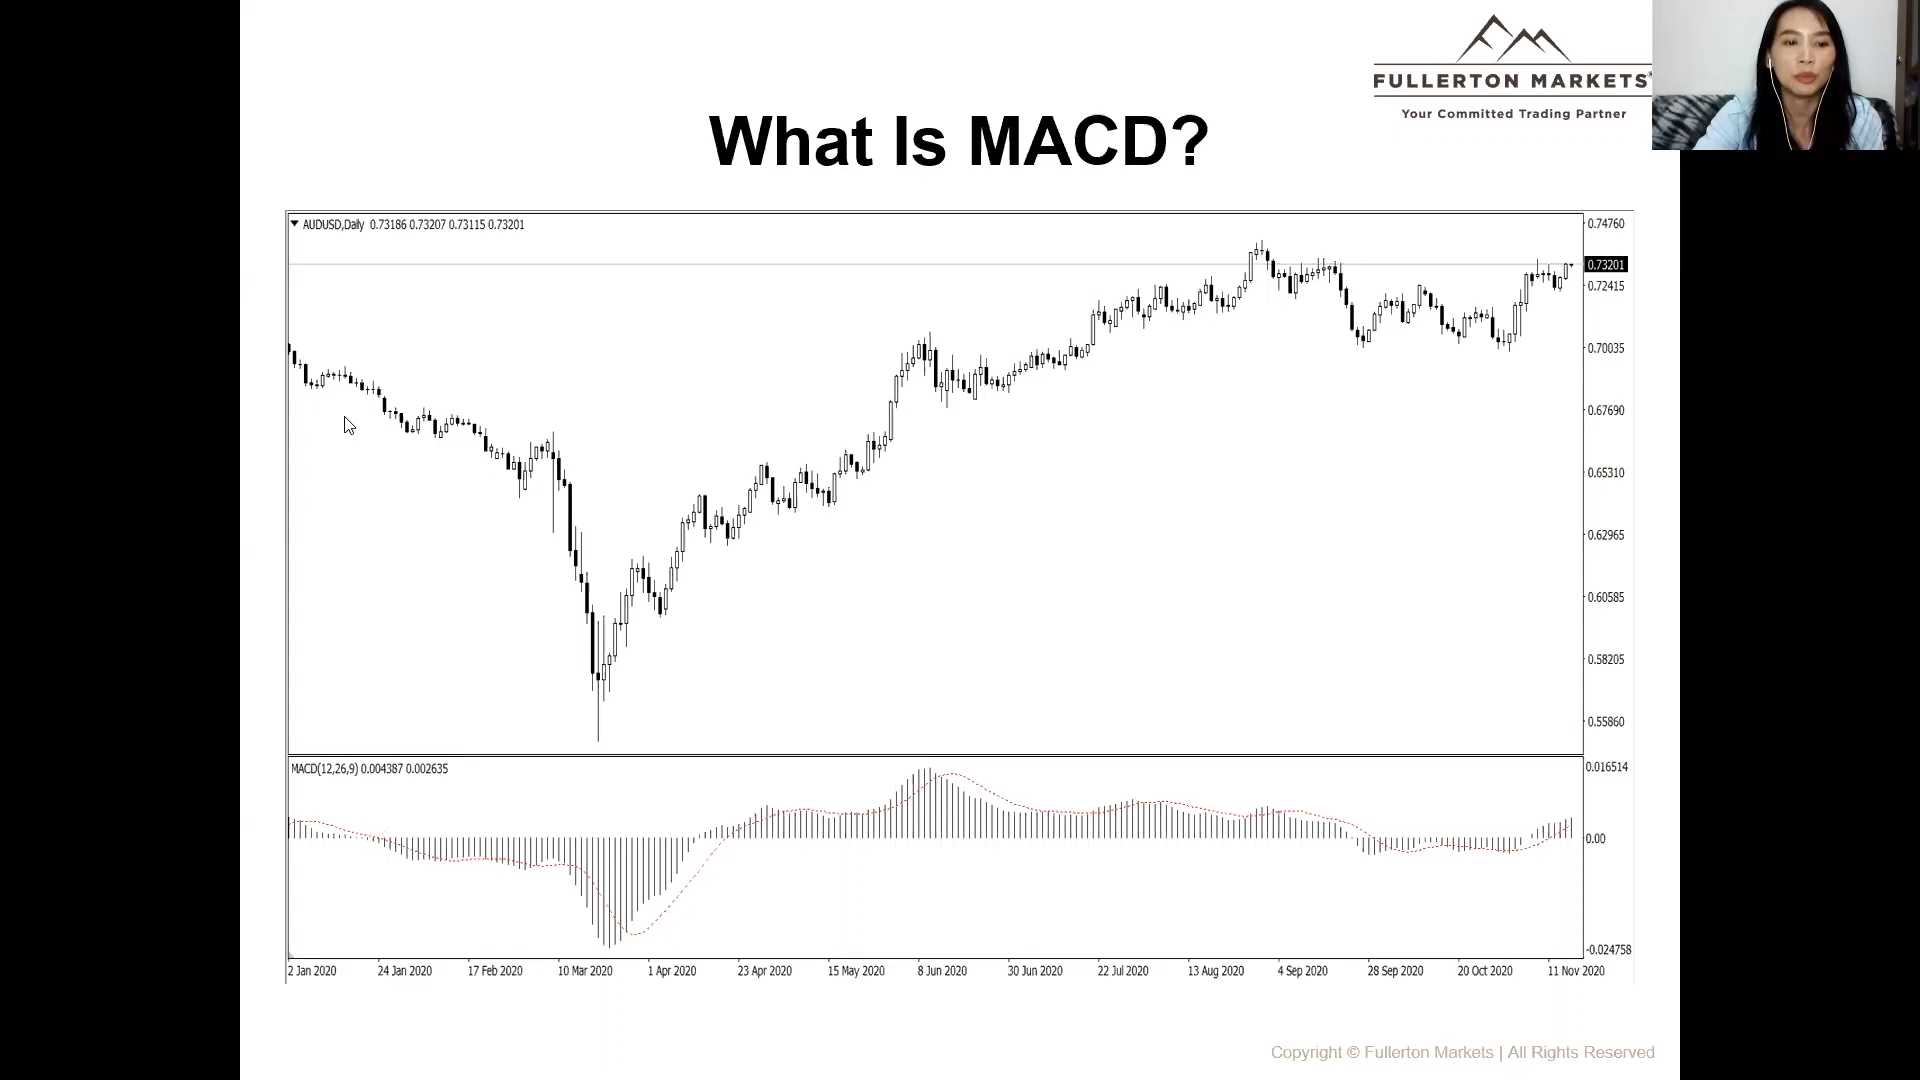 FULLERTON MARKETS®
Your Committed Trading Partner
What Is MACD?
AUDUSD,Daily 0.73186 0.73207 0.73115 0.73201
0.74760
0.73201
0.72415
0.70035
0.67690
0.65310
0.62965
0.60585
0.58205
0.55860
MACD(12,26,9) 0.004387 0.002635
0.016514
0.00
-0.024758
2 Jan 2020 24 Jan 2020 17 Feb 2020 10 Mar 2020 1 Apr 2020 23 Apr 2020 15 May 2020 8 Jun 2020 30 Jun 2020 22 Jul 2020 13 Aug 2020 4 Sep 2020 28 Sep 2020 20 Oct 2020 11 Nov 2020
Copyright © Fullerton Markets | All Rights Reserved